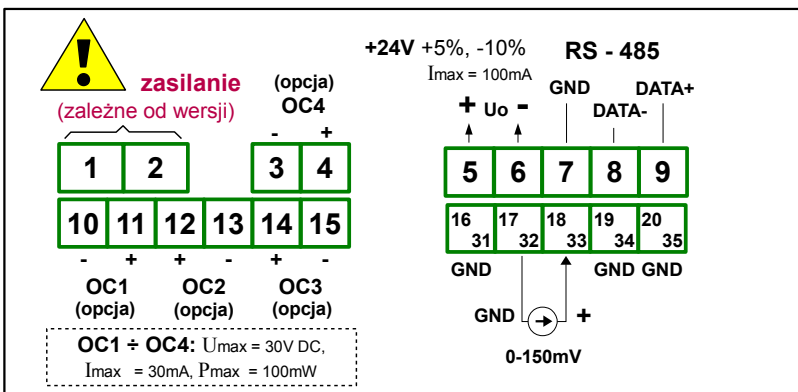 zasilanie
(zależne od wersji)
(opcja)
OC4
- +
1 2 3 4
10 11 12 13 14 15
- + + - + -
OC1 OC2 OC3
(opcja) (opcja) (opcja)
OC1 ÷ OC4: Umax = 30V DC,
Imax = 30mA, Pmax = 100mW
+24V +5%, -10%
Imax = 100mA
RS - 485
GND DATA+
DATA-
+ Uo -
5 6 7 8 9
16 17 18 19 20
31 32 33 34 35
GND GND GND
GND +
0-150mV